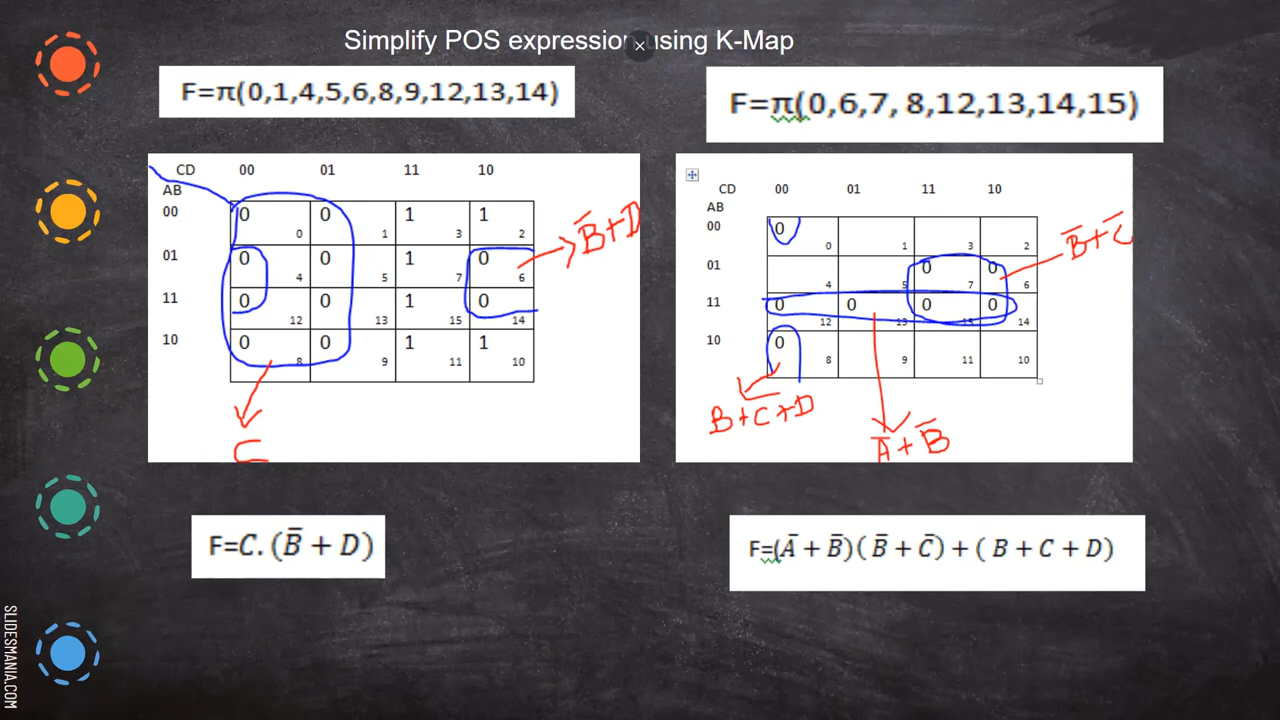 Simplify POS expression using K-Map
F=π(0,1,4,5,6,8,9,12,13,14)
F=π(0,6,7, 8,12,13,14,15)
CD 00 01 11 10
AB
00 0 0 1 1
0 1 3 2
01 0 0 1 0
4 5 7 6
11 0 0 1 0
12 13 15 14
10 0 0 1 1
8 9 11 10
B̅+D
C
CD 00 01 11 10
AB
00 0
0 1 3 2
01 0 0
4 5 7 6
11 0 0 0 0
12 13 15 14
10 0
8 9 11 10
B̅+C̅
B+C+D
A̅+B̅
F=C. (B̅ + D)
F=(A̅ + B̅)(B̅ + C̅) + ( B + C + D)
SLIDESMANIA.COM